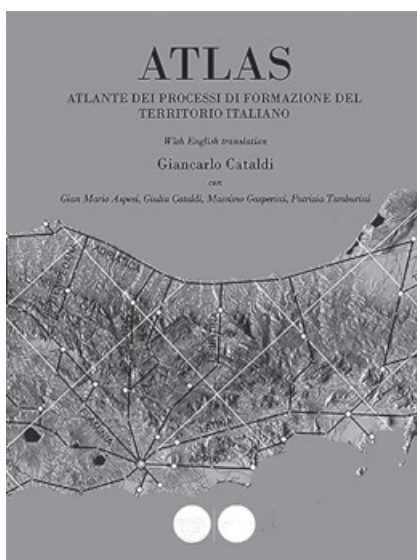 ATLAS
ATLANTE DEI PROCESSI DI FORMAZIONE DEL
TERRITORIO ITALIANO
With English translation
Giancarlo Cataldi
con
Gian Mario Aspesi, Giulia Cataldi, Massimo Gasperini, Patrizia Tamburini
ADRIATICA